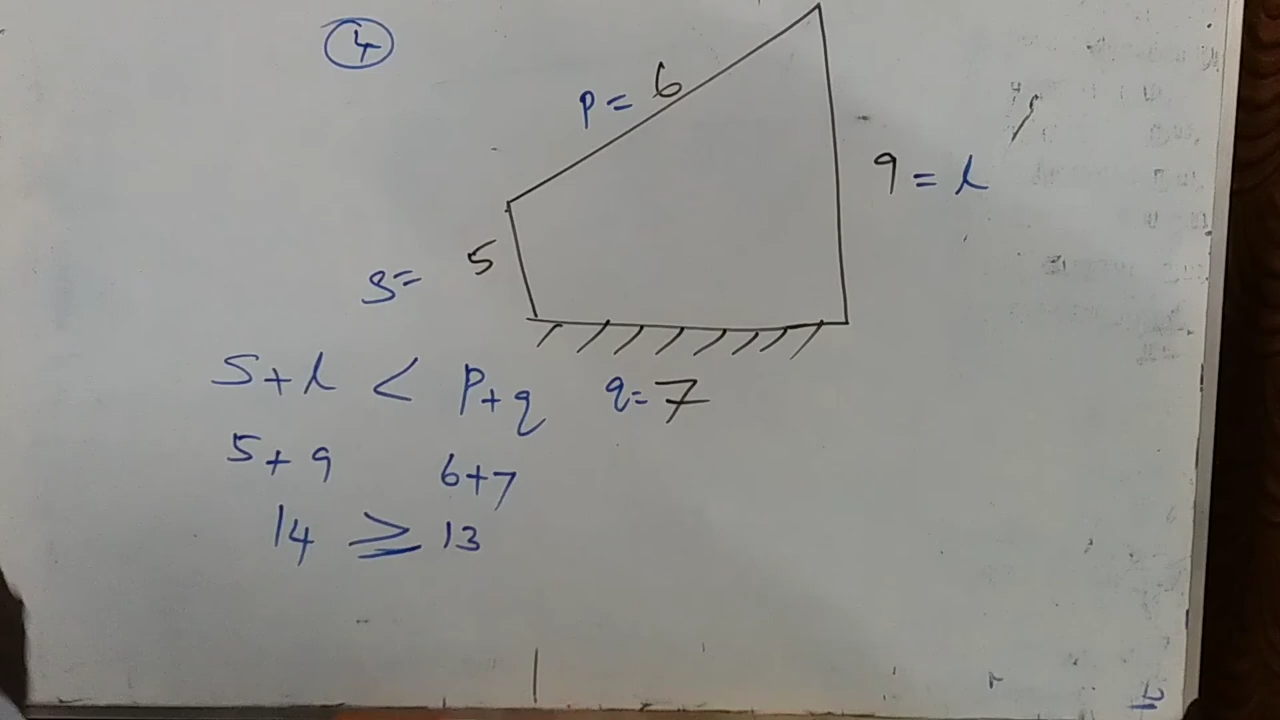 4
p = 6
9 = l
5
s =
s + l < p + q
q = 7
5 + 9 6 + 7
14 ≥ 13